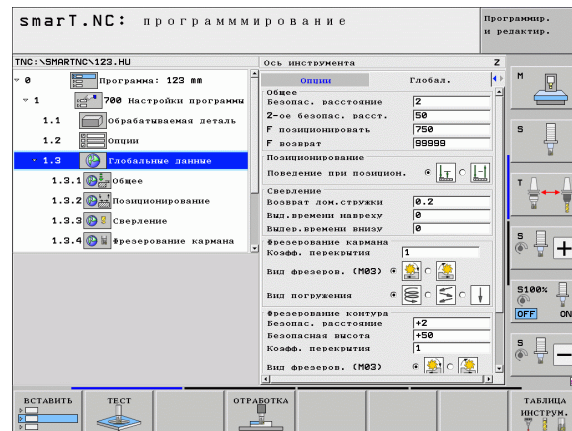 smarT.NC: программмирование
Программир.
и редактир.
TNC:\SMARTNC\123.HU
Ось инструмента Z
0 Программа: 123 mm
1 700 Настройки программы
1.1 Обрабатываемая деталь
1.2 Опции
1.3 Глобальные данные
1.3.1 Общее
1.3.2 Позиционирование
1.3.3 Сверление
1.3.4 Фрезерование кармана
Опции Глобал.
Общее
Безопас. расстояние 2
2-ое безопас. расст. 50
F позиционировать 750
F возврат 99999
Позиционирование
Поведение при позицион.
Сверление
Возврат лом.стружки 0.2
Выд.времени наверху 0
Выдер.времени внизу 0
Фрезерование кармана
Коэфф. перекрытия 1
Вид фрезеров. (M03)
Вид погружения
Фрезерование контура
Безопас. расстояние +2
Безопасная высота +50
Коэфф. перекрытия 1
Вид фрезеров. (M03)
M
S
T
S
+
S100%
OFF ON
S
–
ВСТАВИТЬ
ТЕСТ
ОТРАБОТКА
ТАБЛИЦА
ИНСТРУМ.